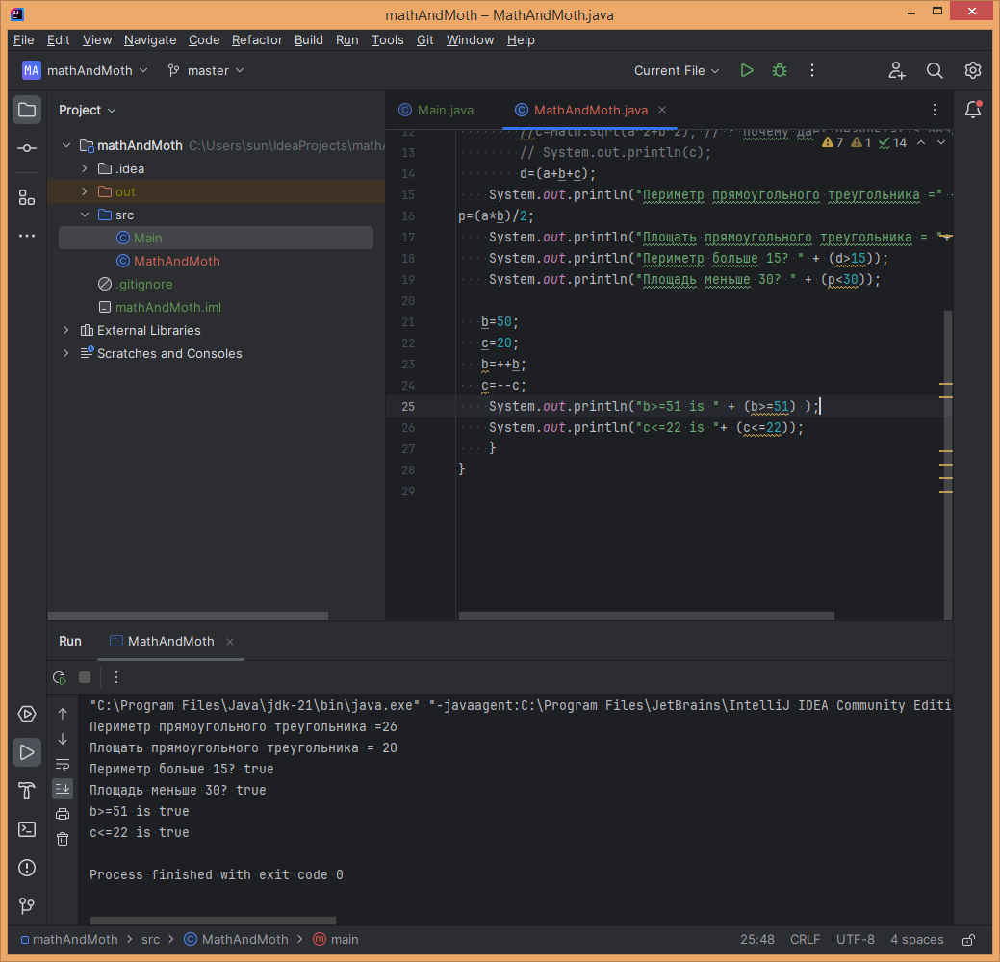 mathAndMoth – MathAndMoth.java
File Edit View Navigate Code Refactor Build Run Tools Git Window Help
MA mathAndMoth master Current File
Project
Main.java MathAndMoth.java
mathAndMoth C:\Users\sun\IdeaProjects\math
.idea
out
src
Main
MathAndMoth
.gitignore
mathAndMoth.iml
External Libraries
Scratches and Consoles
7 1 14
12
13 // System.out.println(c);
14 d=(a+b+c);
15 System.out.println("Периметр прямоугольного треугольника ="
16 p=(a*b)/2;
17 System.out.println("Площать прямоугольного треугольника = "+
18 System.out.println("Периметр больше 15? " + (d>15));
19 System.out.println("Площадь меньше 30? " + (p<30));
20
21 b=50;
22 c=20;
23 b=++b;
24 c=--c;
25 System.out.println("b>=51 is " + (b>=51) );
26 System.out.println("c<=22 is "+ (c<=22));
27 }
28 }
29
Run MathAndMoth
"C:\Program Files\Java\jdk-21\bin\java.exe" "-javaagent:C:\Program Files\JetBrains\IntelliJ IDEA Community Editi
Периметр прямоугольного треугольника =26
Площать прямоугольного треугольника = 20
Периметр больше 15? true
Площадь меньше 30? true
b>=51 is true
c<=22 is true
Process finished with exit code 0
mathAndMoth > src > MathAndMoth > main 25:48 CRLF UTF-8 4 spaces